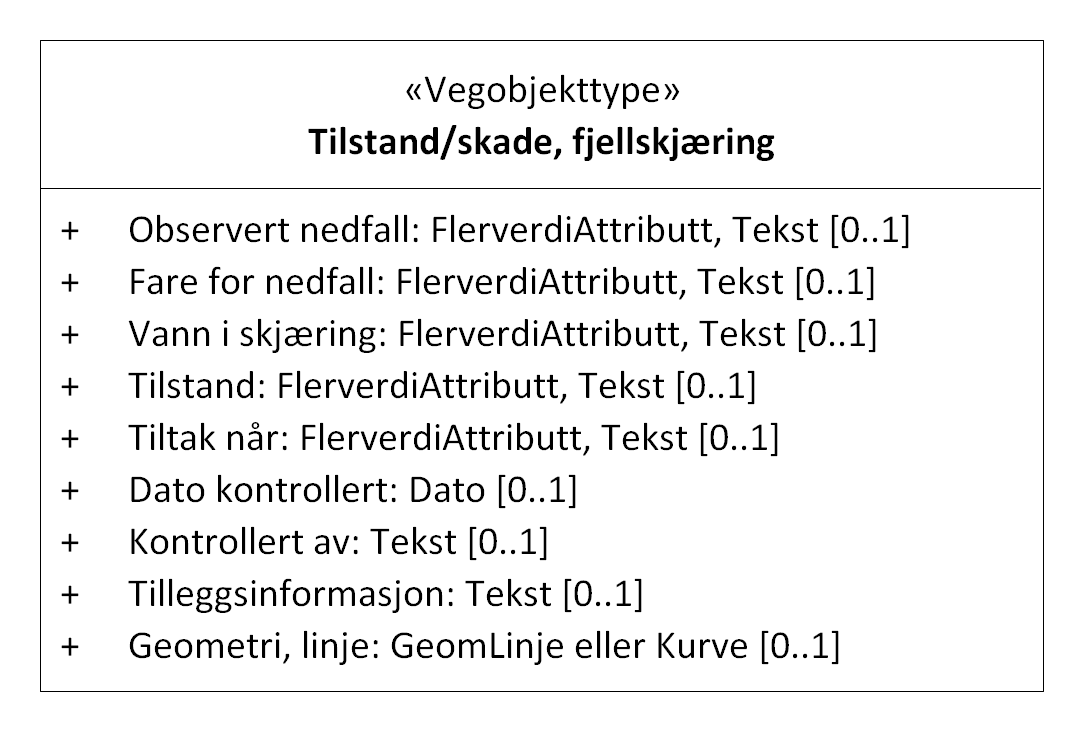 «Vegobjekttype»
Tilstand/skade, fjellskjæring
+ Observert nedfall: FlerverdiAttributt, Tekst [0..1]
+ Fare for nedfall: FlerverdiAttributt, Tekst [0..1]
+ Vann i skjæring: FlerverdiAttributt, Tekst [0..1]
+ Tilstand: FlerverdiAttributt, Tekst [0..1]
+ Tiltak når: FlerverdiAttributt, Tekst [0..1]
+ Dato kontrollert: Dato [0..1]
+ Kontrollert av: Tekst [0..1]
+ Tilleggsinformasjon: Tekst [0..1]
+ Geometri, linje: GeomLinje eller Kurve [0..1]